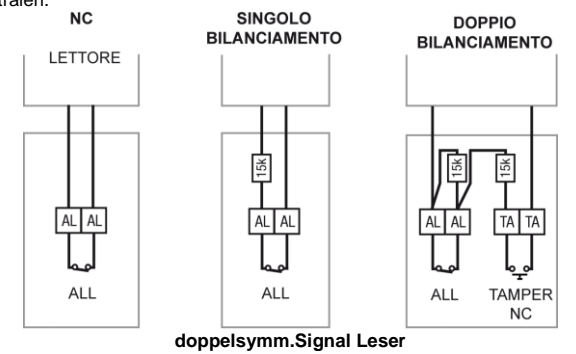 NC
LETTORE
AL AL
ALL
SINGOLO
BILANCIAMENTO
15k
AL AL
ALL
DOPPIO
BILANCIAMENTO
15k
15k
AL AL
TA TA
ALL
TAMPER
NC
doppelsymm.Signal Leser